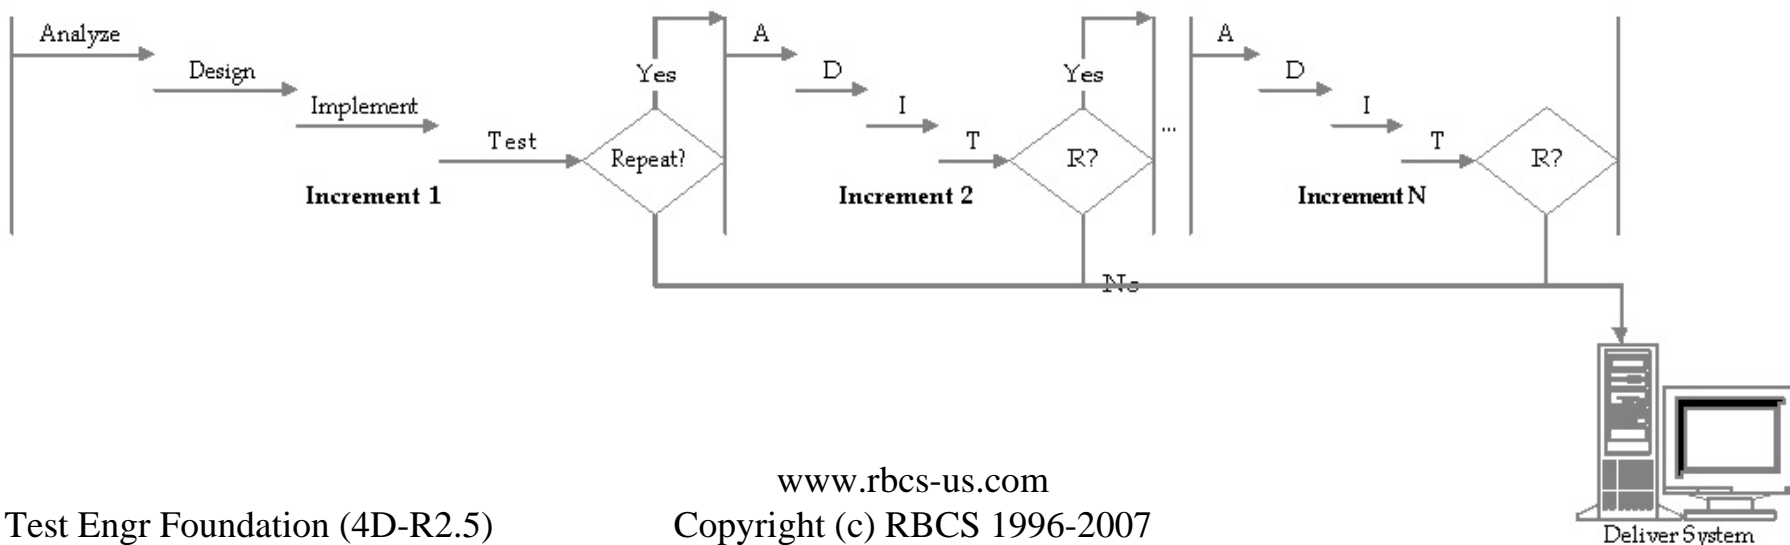 Analyze
Design
Implement
Test
Repeat?
Yes
Increment 1
A
D
I
T
R?
Yes
Increment 2
...
A
D
I
T
R?
Increment N
No
Deliver System
www.rbcs-us.com
Test Engr Foundation (4D-R2.5)
Copyright (c) RBCS 1996-2007